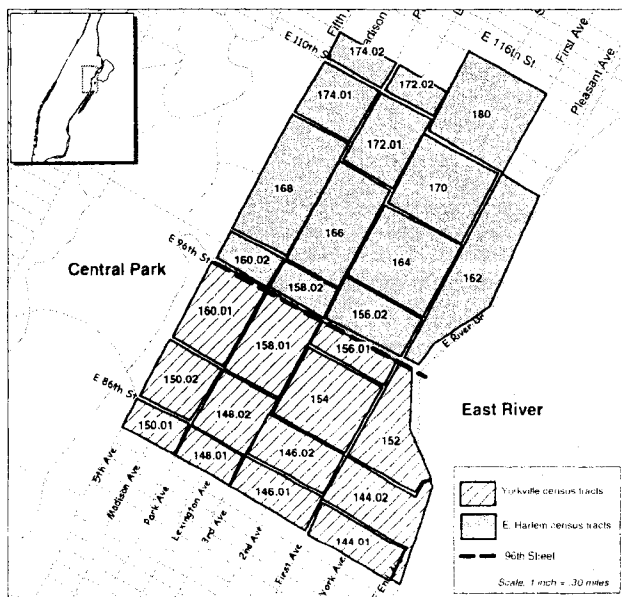 Fifth Ave
E 110th St
E 116th St
First Ave
Pleasant Ave
174.02
172.02
180
174.01
172.01
170
168
166
164
162
E 96th St
160.02
158.02
156.02
Central Park
E River Dr
160.01
158.01
156.01
E 86th St
150.02
154
East River
148.02
152
150.01
148.01
146.02
146.01
144.02
144.01
5th Ave
Madison Ave
Park Ave
Lexington Ave
3rd Ave
2nd Ave
First Ave
York Ave
Yorkville census tracts
E. Harlem census tracts
96th Street
Scale: 1 inch = .30 miles